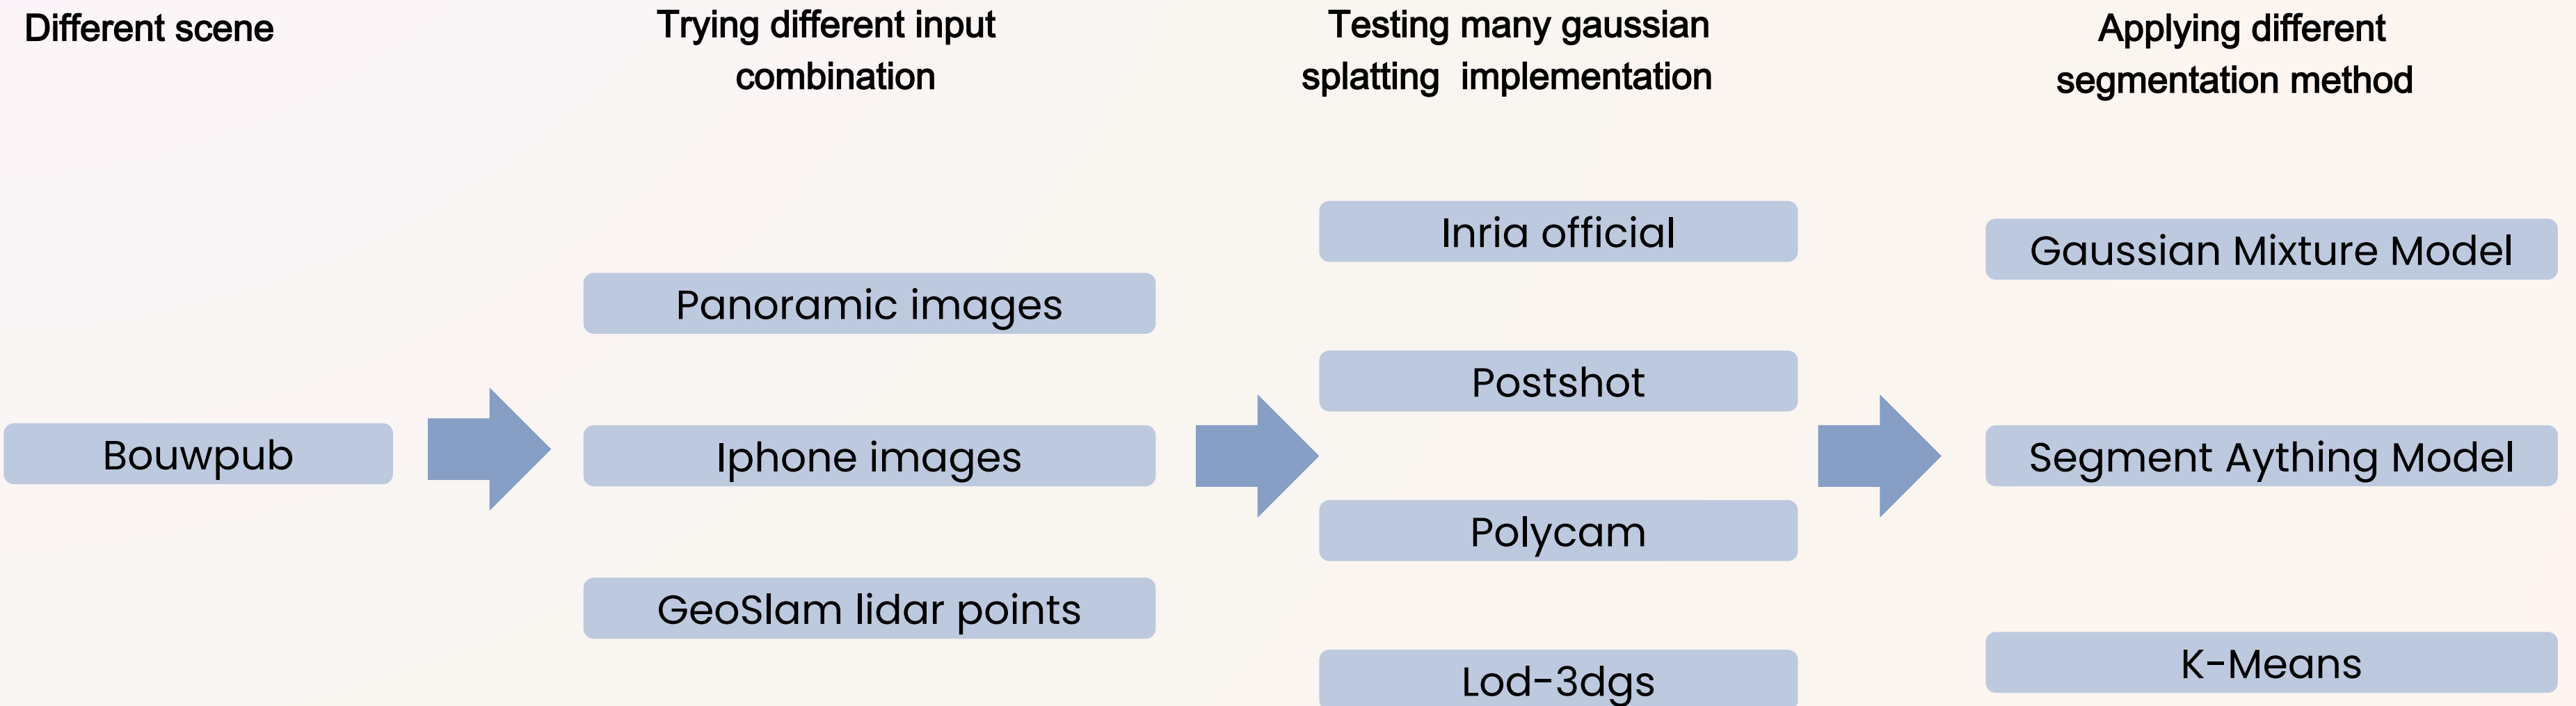 Different scene
Trying different input
combination
Testing many gaussian
splatting implementation
Applying different
segmentation method
Bouwpub
Panoramic images
Iphone images
GeoSlam lidar points
Inria official
Postshot
Polycam
Lod-3dgs
Gaussian Mixture Model
Segment Aything Model
K-Means